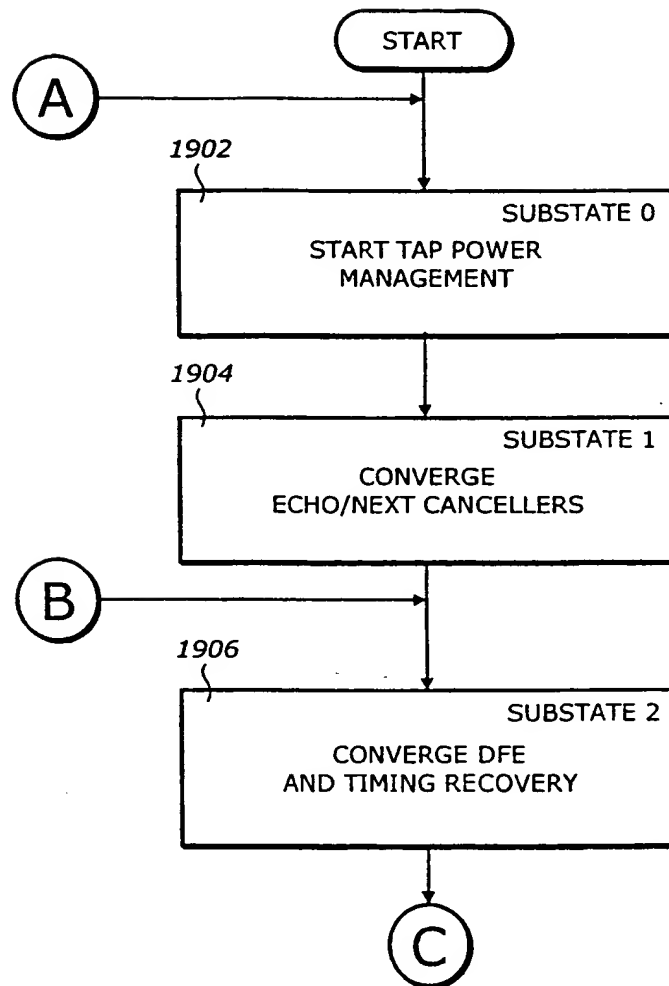 START
A
1902
SUBSTATE 0
START TAP POWER
MANAGEMENT
1904
SUBSTATE 1
CONVERGE
ECHO/NEXT CANCELLERS
B
1906
SUBSTATE 2
CONVERGE DFE
AND TIMING RECOVERY
C